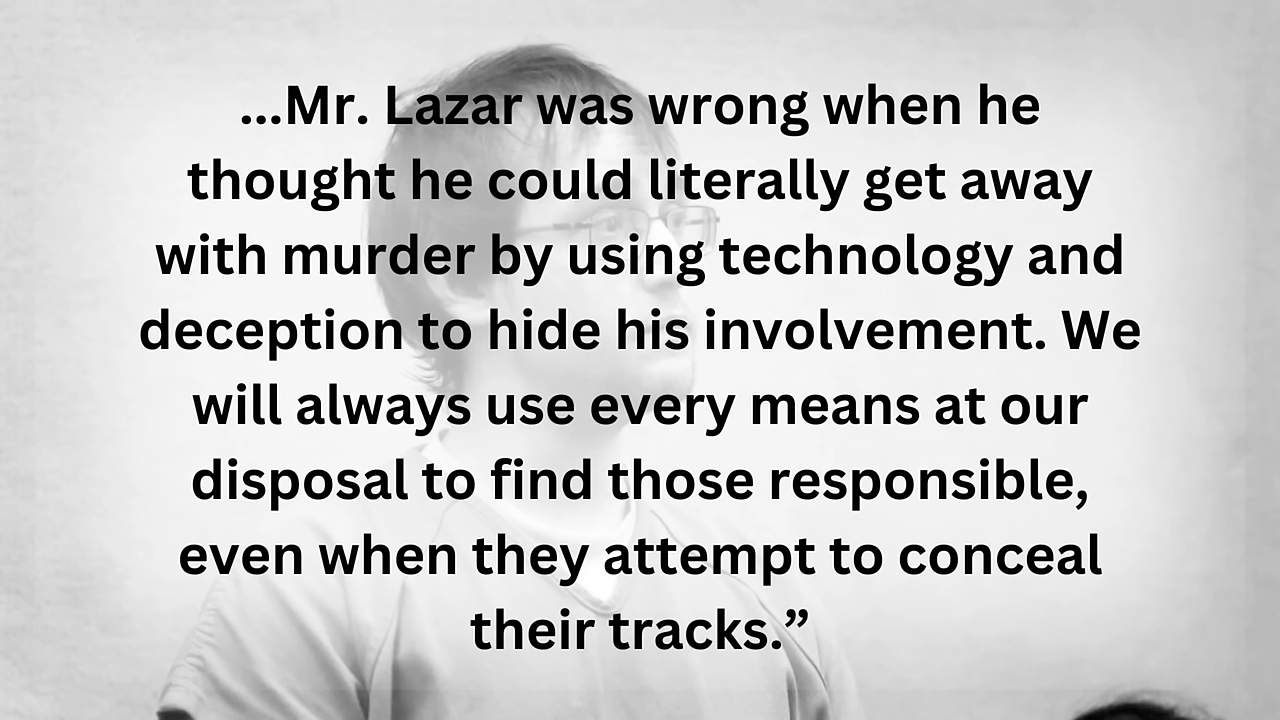 ...Mr. Lazar was wrong when he
thought he could literally get away
with murder by using technology and
deception to hide his involvement. We
will always use every means at our
disposal to find those responsible,
even when they attempt to conceal
their tracks.”